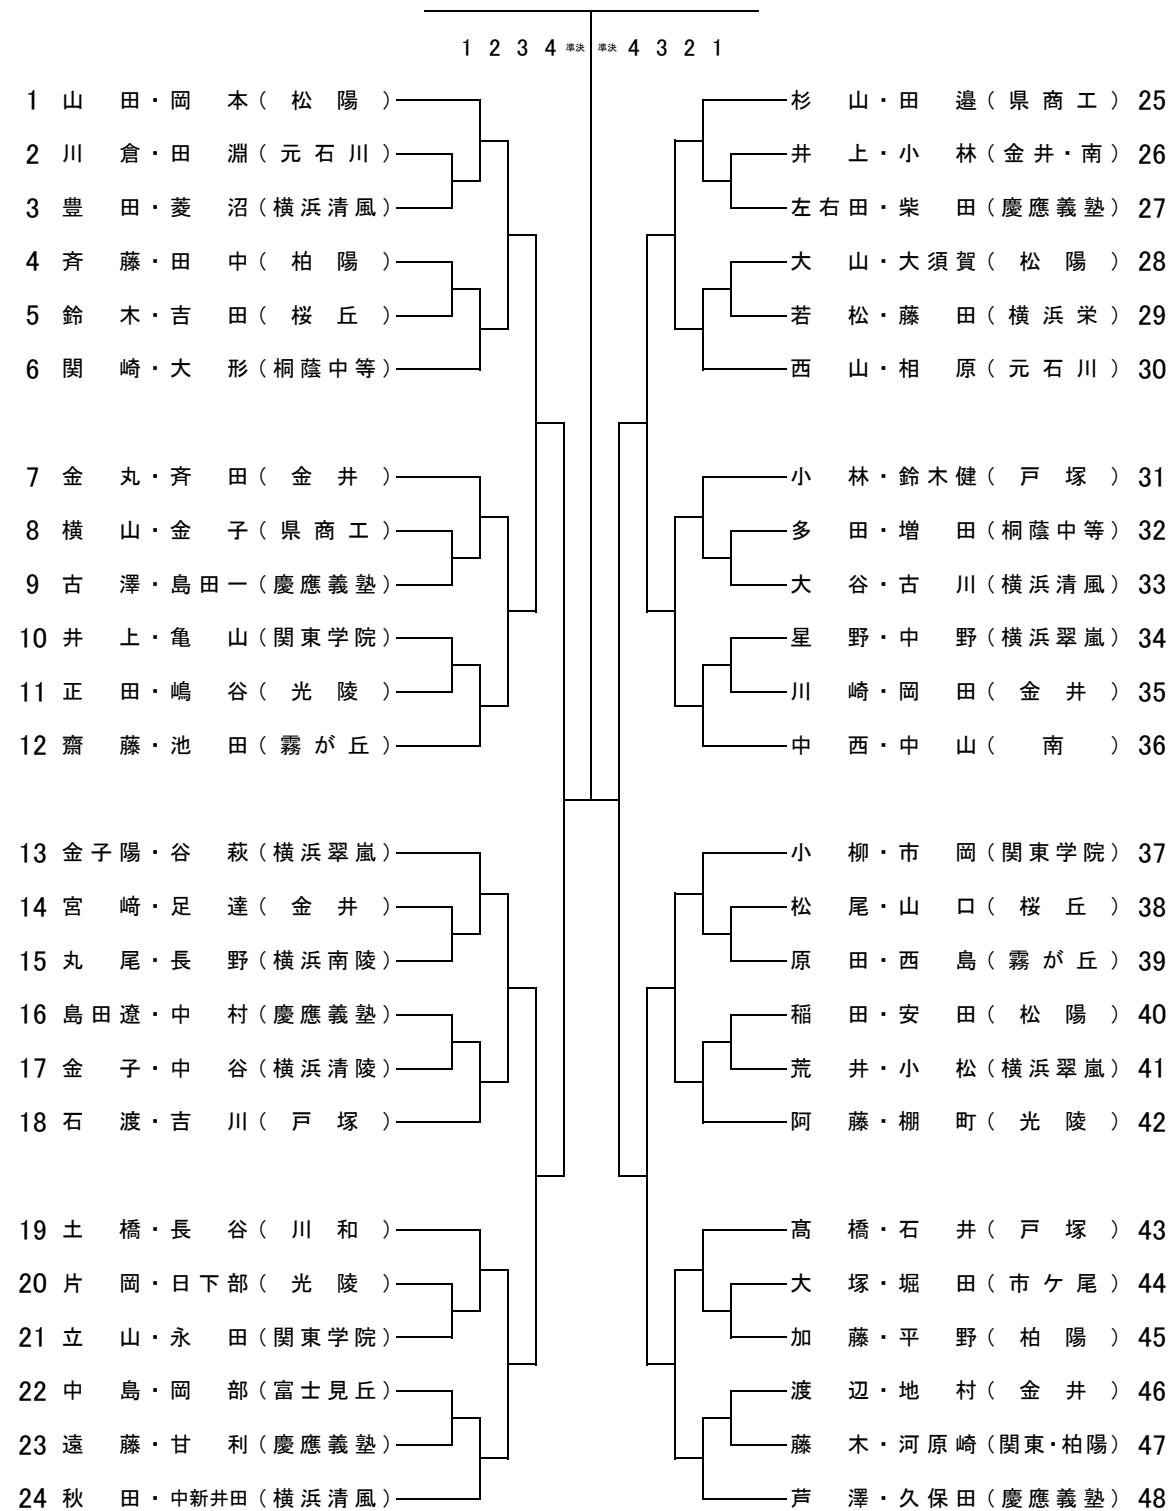 1 2 3 4 準決 準決 4 3 2 1
1 山田・岡本(松陽)
2 川倉・田淵(元石川)
3 豊田・菱沼(横浜清風)
4 斉藤・田中(柏陽)
5 鈴木・吉田(桜丘)
6 関崎・大形(桐蔭中等)
7 金丸・斉田(金井)
8 横山・金子(県商工)
9 古澤・島田一(慶應義塾)
10 井上・亀山(関東学院)
11 正田・嶋谷(光陵)
12 齋藤・池田(霧が丘)
13 金子陽・谷萩(横浜翠嵐)
14 宮﨑・足達(金井)
15 丸尾・長野(横浜南陵)
16 島田遼・中村(慶應義塾)
17 金子・中谷(横浜清陵)
18 石渡・吉川(戸塚)
19 土橋・長谷(川和)
20 片岡・日下部(光陵)
21 立山・永田(関東学院)
22 中島・岡部(富士見丘)
23 遠藤・甘利(慶應義塾)
24 秋田・中新井田(横浜清風)
杉山・田邉(県商工) 25
井上・小林(金井・南) 26
左右田・柴田(慶應義塾) 27
大山・大須賀(松陽) 28
若松・藤田(横浜栄) 29
西山・相原(元石川) 30
小林・鈴木健(戸塚) 31
多田・増田(桐蔭中等) 32
大谷・古川(横浜清風) 33
星野・中野(横浜翠嵐) 34
川崎・岡田(金井) 35
中西・中山(南) 36
小柳・市岡(関東学院) 37
松尾・山口(桜丘) 38
原田・西島(霧が丘) 39
稲田・安田(松陽) 40
荒井・小松(横浜翠嵐) 41
阿藤・棚町(光陵) 42
髙橋・石井(戸塚) 43
大塚・堀田(市ケ尾) 44
加藤・平野(柏陽) 45
渡辺・地村(金井) 46
藤木・河原崎(関東・柏陽) 47
芦澤・久保田(慶應義塾) 48